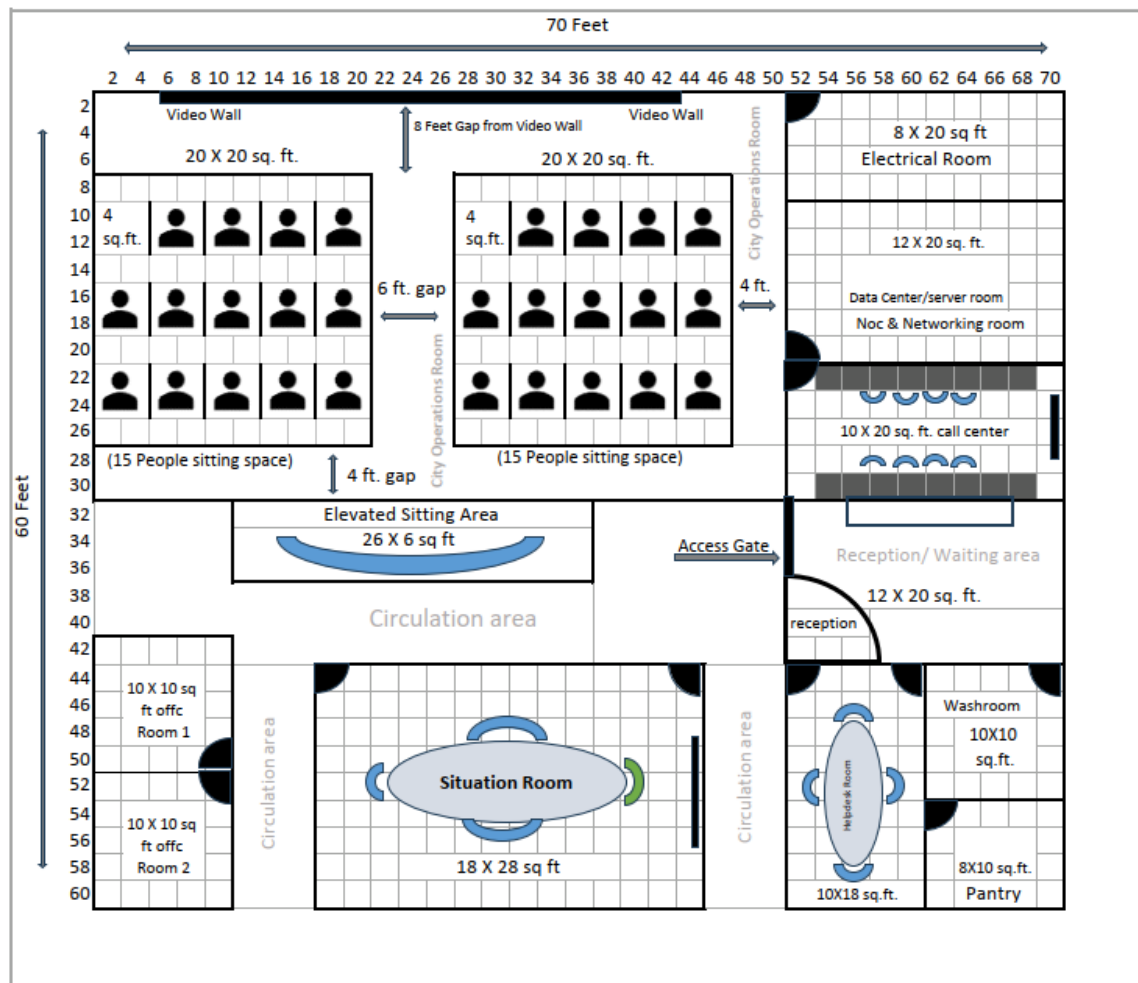 70 Feet
2 4 6 8 10 12 14 16 18 20 22 24 26 28 30 32 34 36 38 40 42 44 46 48 50 52 54 56 58 60 62 64 66 68 70
60 Feet
2
4
6
8
10
12
14
16
18
20
22
24
26
28
30
32
34
36
38
40
42
44
46
48
50
52
54
56
58
60
Video Wall
8 Feet Gap from Video Wall
Video Wall
20 X 20 sq. ft.
20 X 20 sq. ft.
City Operations Room
8 X 20 sq ft
Electrical Room
4
sq.ft.
4
sq.ft.
6 ft. gap
4 ft.
12 X 20 sq. ft.
Data Center/server room
Noc & Networking room
City Operations Room
10 X 20 sq. ft. call center
(15 People sitting space)
(15 People sitting space)
4 ft. gap
Elevated Sitting Area
26 X 6 sq ft
Access Gate
Reception/ Waiting area
12 X 20 sq. ft.
reception
Circulation area
10 X 10 sq
ft offc
Room 1
10 X 10 sq
ft offc
Room 2
Circulation area
Situation Room
18 X 28 sq ft
Circulation area
Helpdesk Room
10X18 sq.ft.
Washroom
10X10
sq.ft.
8X10 sq.ft.
Pantry